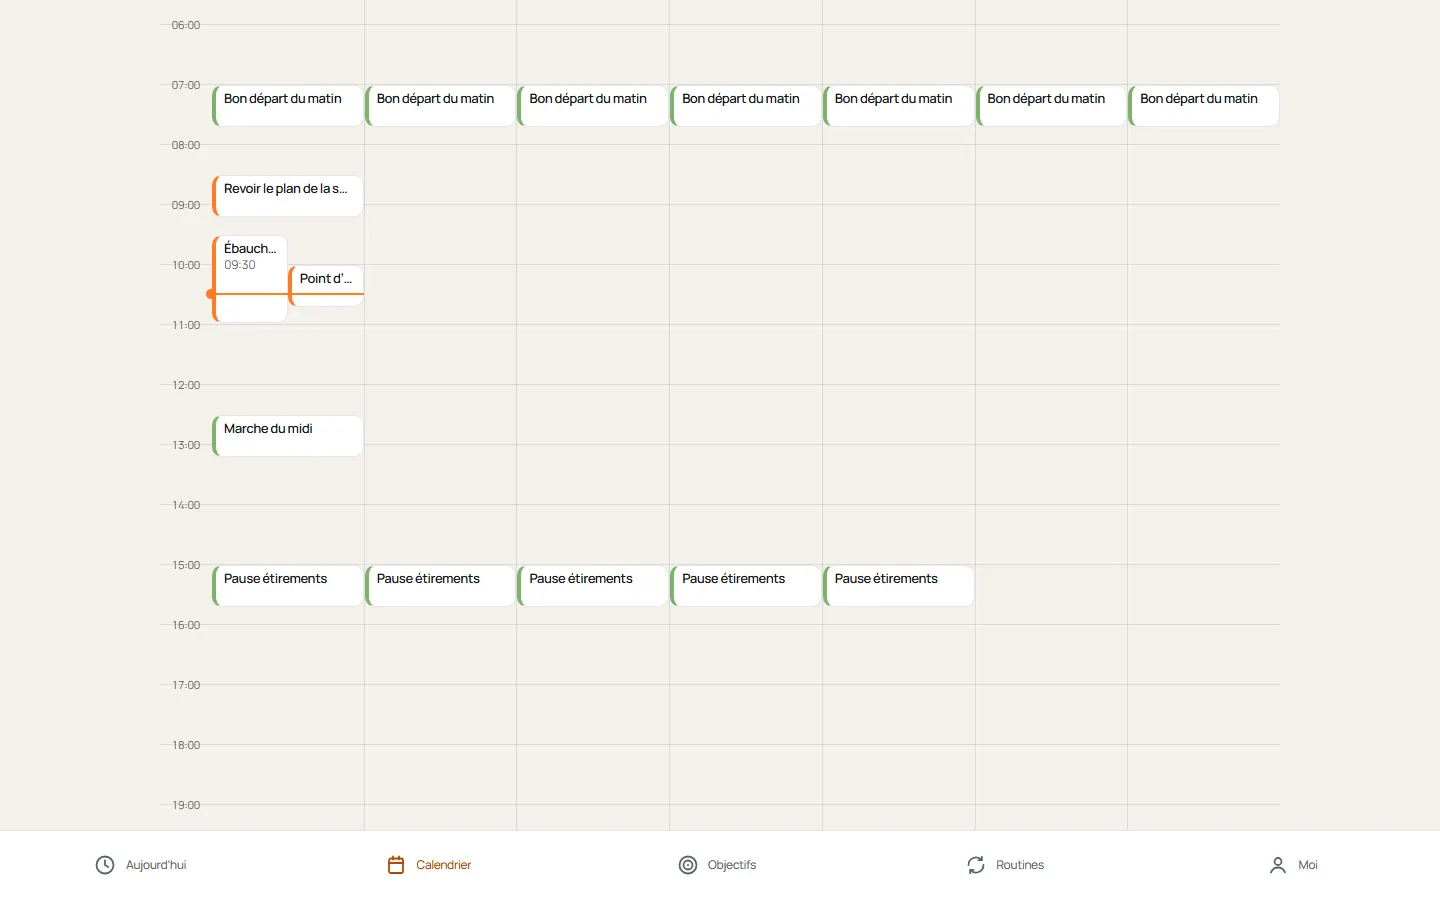 06:00
07:00
Bon départ du matin
Bon départ du matin
Bon départ du matin
Bon départ du matin
Bon départ du matin
Bon départ du matin
Bon départ du matin
08:00
Revoir le plan de la s…
09:00
Ébauch…
09:30
10:00
Point d'…
11:00
12:00
Marche du midi
13:00
14:00
15:00
Pause étirements
Pause étirements
Pause étirements
Pause étirements
Pause étirements
16:00
17:00
18:00
19:00
Aujourd'hui
Calendrier
Objectifs
Routines
Moi